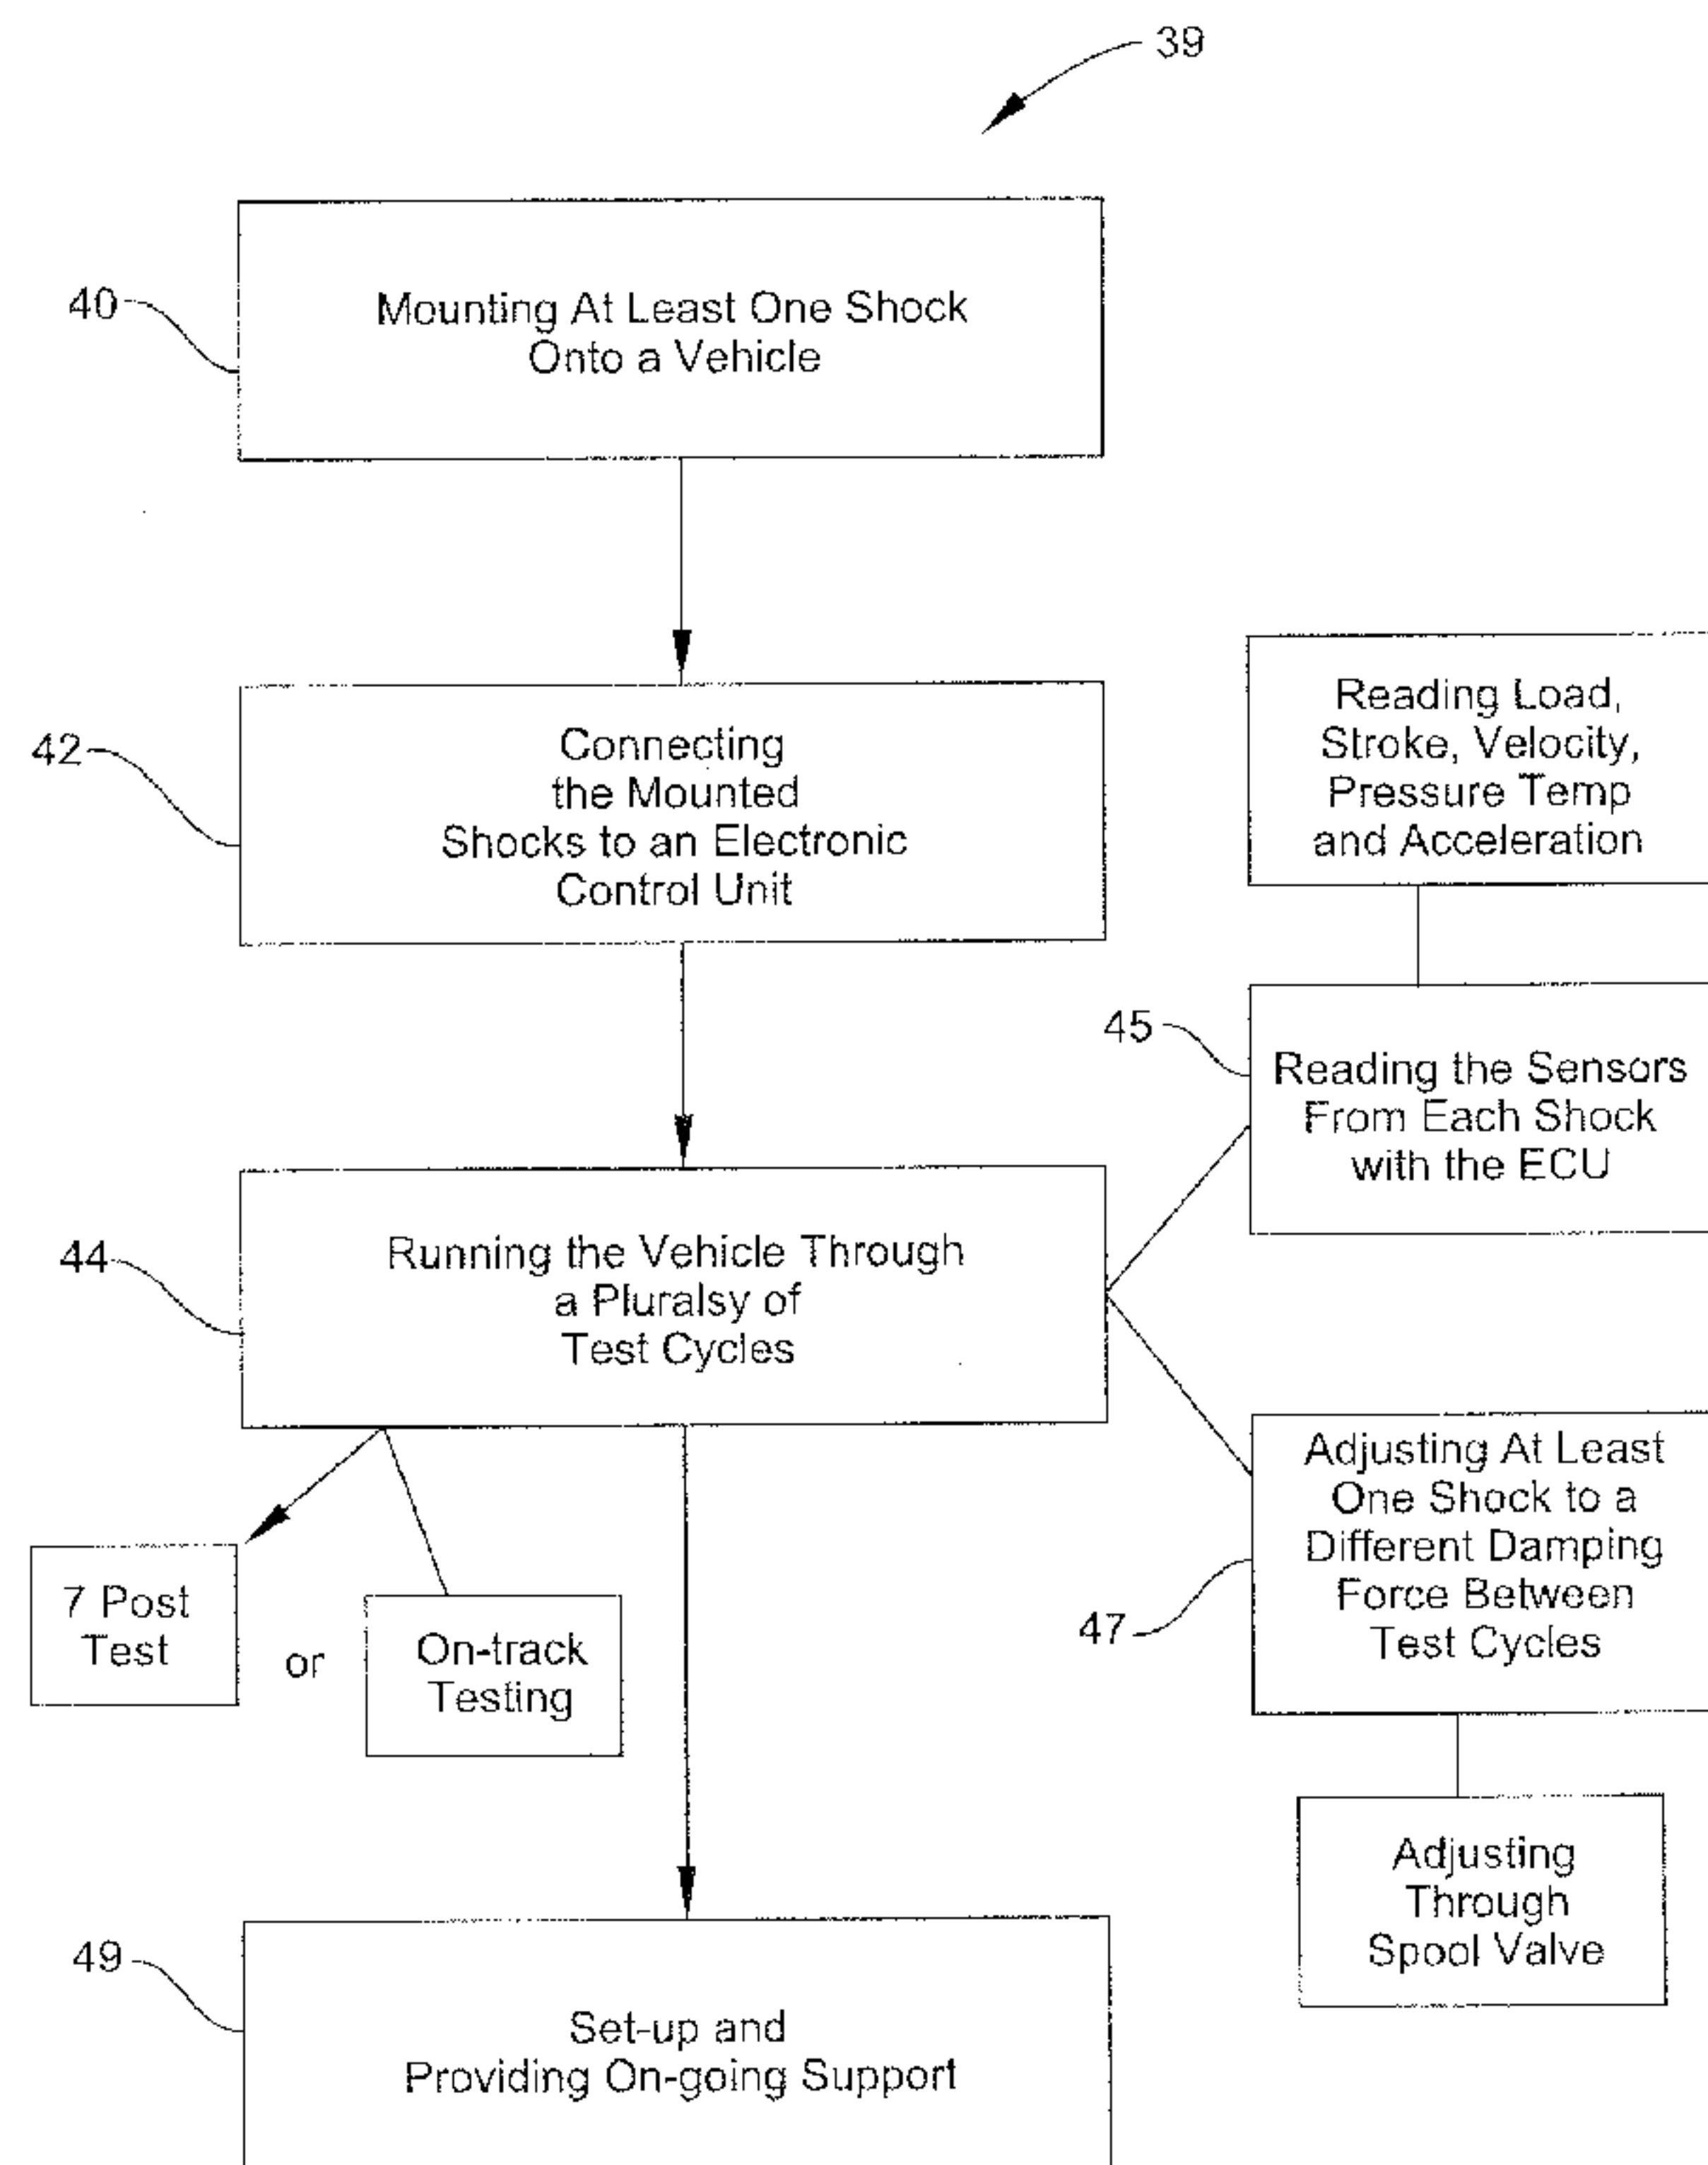 39
40
Mounting At Least One Shock
Onto a Vehicle
42
Connecting
the Mounted
Shocks to an Electronic
Control Unit
Reading Load,
Stroke, Velocity,
Pressure Temp
and Acceleration
45
Reading the Sensors
From Each Shock
with the ECU
44
Running the Vehicle Through
a Pluralsy of
Test Cycles
47
Adjusting At Least
One Shock to a
Different Damping
Force Between
Test Cycles
7 Post
Test
or
On-track
Testing
Adjusting
Through
Spool Valve
49
Set-up and
Providing On-going Support